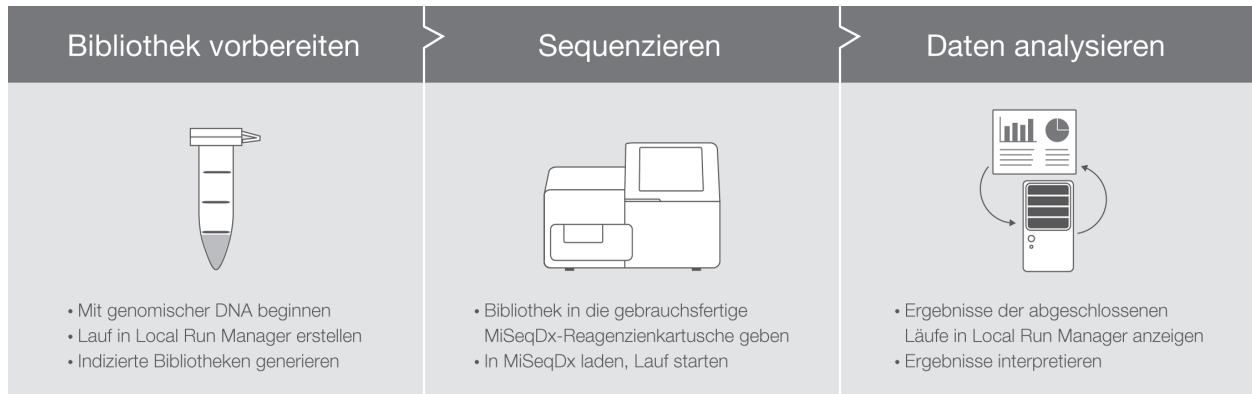 Bibliothek vorbereiten
Sequenzieren
Daten analysieren
• Mit genomischer DNA beginnen
• Lauf in Local Run Manager erstellen
• Indizierte Bibliotheken generieren
• Bibliothek in die gebrauchsfertige
MiSeqDx-Reagenzienkartusche geben
• In MiSeqDx laden, Lauf starten
• Ergebnisse der abgeschlossenen
Läufe in Local Run Manager anzeigen
• Ergebnisse interpretieren